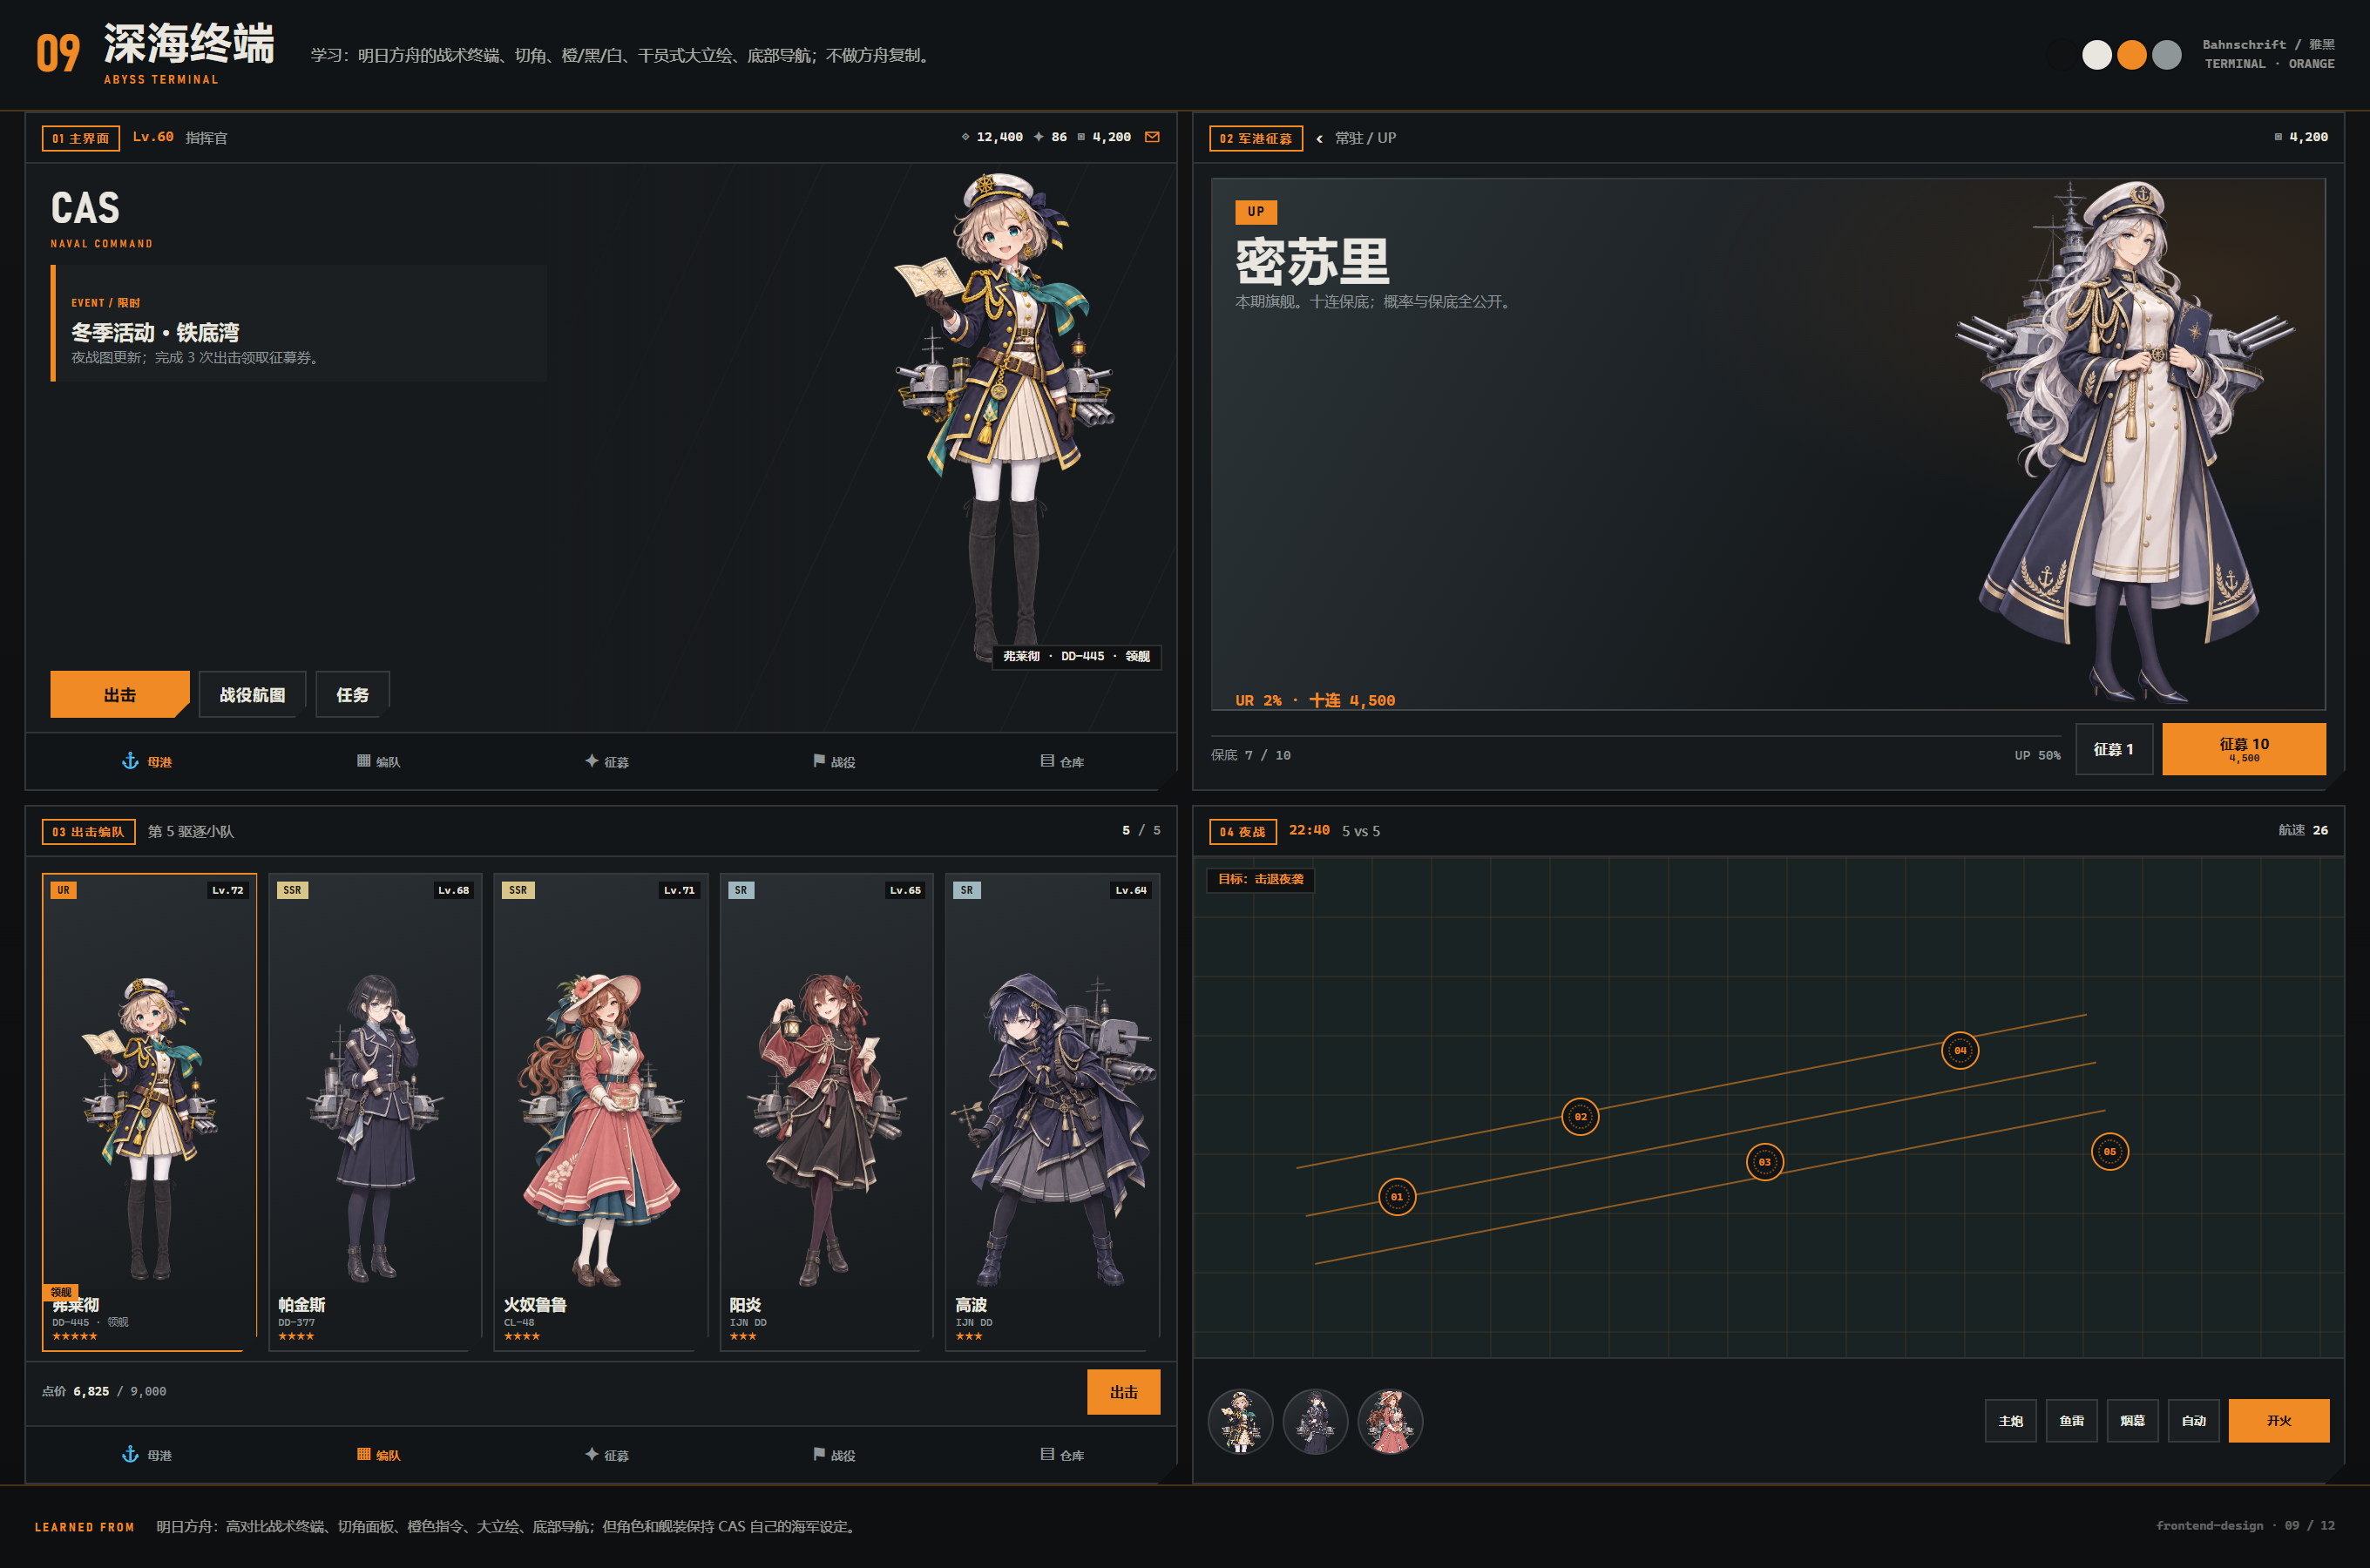 09
深海终端
ABYSS TERMINAL
学习：明日方舟的战术终端、切角、橙/黑/白、干员式大立绘、底部导航；不做方舟复制。
Bahnschrift / 雅黑
TERMINAL · ORANGE
01 主界面 Lv.60 指挥官
12,400 86 4,200
CAS
NAVAL COMMAND
EVENT / 限时
冬季活动 · 铁底湾
夜战图更新；完成 3 次出击领取征募券。
弗莱彻 · DD-445 · 领舰
出击 战役航图 任务
母港 编队 征募 战役 仓库
02 军港征募 ‹ 常驻 / UP
4,200
UP
密苏里
本期旗舰。十连保底；概率与保底全公开。
UR 2% · 十连 4,500
保底 7 / 10
UP 50%
征募 1
征募 10
4,500
03 出击编队 第 5 驱逐小队
5 / 5
UR Lv.72
SSR Lv.68
SSR Lv.71
SR Lv.65
SR Lv.64
领舰
弗莱彻
DD-445 · 领舰
★★★★★
帕金斯
DD-377
★★★★
火奴鲁鲁
CL-48
★★★★
阳炎
IJN DD
★★★
高波
IJN DD
★★★
点价 6,825 / 9,000
出击
母港 编队 征募 战役 仓库
04 夜战 22:40 5 vs 5
航速 26
目标：击退夜袭
04
02
05
03
01
主炮 鱼雷 烟幕 自动 开火
LEARNED FROM
明日方舟：高对比战术终端、切角面板、橙色指令、大立绘、底部导航；但角色和舰装保持 CAS 自己的海军设定。
frontend-design · 09 / 12